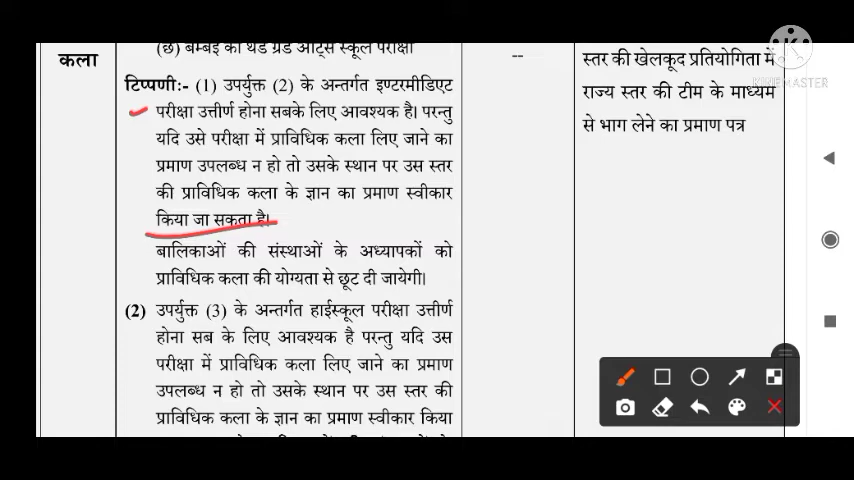 (छ) बम्बई का थर्ड ग्रेड आर्ट्स स्कूल परीक्षा
कला
टिप्पणीः- (1) उपर्युक्त (2) के अन्तर्गत इण्टरमीडिएट
परीक्षा उत्तीर्ण होना सबके लिए आवश्यक है। परन्तु
यदि उसे परीक्षा में प्राविधिक कला लिए जाने का
प्रमाण उपलब्ध न हो तो उसके स्थान पर उस स्तर
की प्राविधिक कला के ज्ञान का प्रमाण स्वीकार
किया जा सकता है।
बालिकाओं की संस्थाओं के अध्यापकों को
प्राविधिक कला की योग्यता से छूट दी जायेगी।
(2) उपर्युक्त (3) के अन्तर्गत हाईस्कूल परीक्षा उत्तीर्ण
होना सब के लिए आवश्यक है परन्तु यदि उस
परीक्षा में प्राविधिक कला लिए जाने का प्रमाण
उपलब्ध न हो तो उसके स्थान पर उस स्तर की
प्राविधिक कला के ज्ञान का प्रमाण स्वीकार किया
--
स्तर की खेलकूद प्रतियोगिता में
राज्य स्तर की टीम के माध्यम
से भाग लेने का प्रमाण पत्र
KINEMASTER